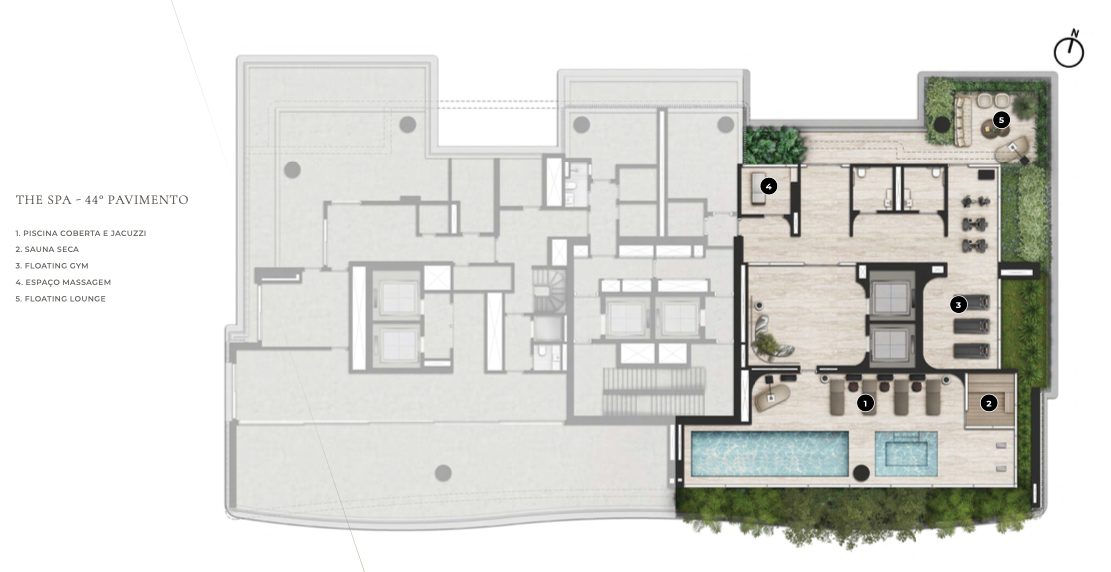 N
THE SPA - 44º PAVIMENTO
1. PISCINA COBERTA E JACUZZI
2. SAUNA SECA
3. FLOATING GYM
4. ESPAÇO MASSAGEM
5. FLOATING LOUNGE
5
4
3
1
2